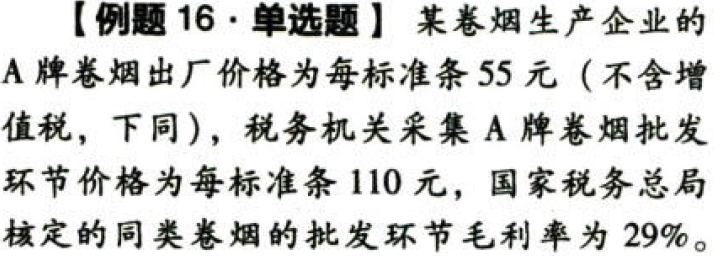 【例题 16·单选题】 某卷烟生产企业的
A 牌卷烟出厂价格为每标准条 55 元（不含增
值税，下同），税务机关采集 A 牌卷烟批发
环节价格为每标准条 110 元，国家税务总局
核定的同类卷烟的批发环节毛利率为 29%。